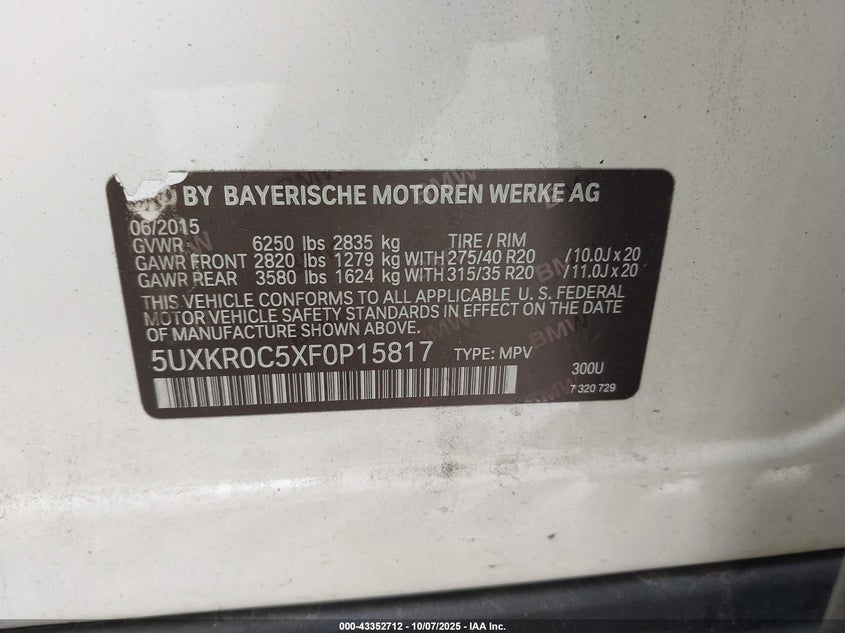 BY BAYERISCHE MOTOREN WERKE AG
06/2015
GVWR 6250 lbs 2835 kg TIRE / RIM
GAWR FRONT 2820 lbs 1279 kg WITH 275/40 R20 /10.0J x 20
GAWR REAR 3580 lbs 1624 kg WITH 315/35 R20 /11.0J x 20
THIS VEHICLE CONFORMS TO ALL APPLICABLE U. S. FEDERAL
MOTOR VEHICLE SAFETY STANDARDS IN EFFECT ON THE DATE
OF MANUFACTURE SHOWN ABOVE.
5UXKR0C5XF0P15817 TYPE: MPV
300U
7 320 729
000-43352712 - 10/07/2025 - IAA Inc.